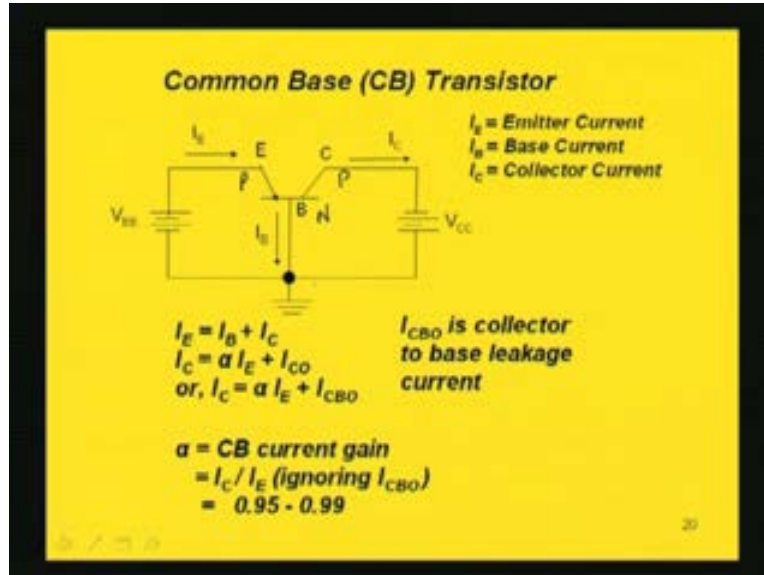 Common Base (CB) Transistor
I_E = Emitter Current
I_B = Base Current
I_C = Collector Current
I_E
E
C
I_C
P
P
B
N
V_EE
I_B
V_CC
I_E = I_B + I_C
I_C = α I_E + I_CO
or, I_C = α I_E + I_CBO
I_CBO is collector
to base leakage
current
α = CB current gain
= I_C / I_E (ignoring I_CBO)
= 0.95 - 0.99
20